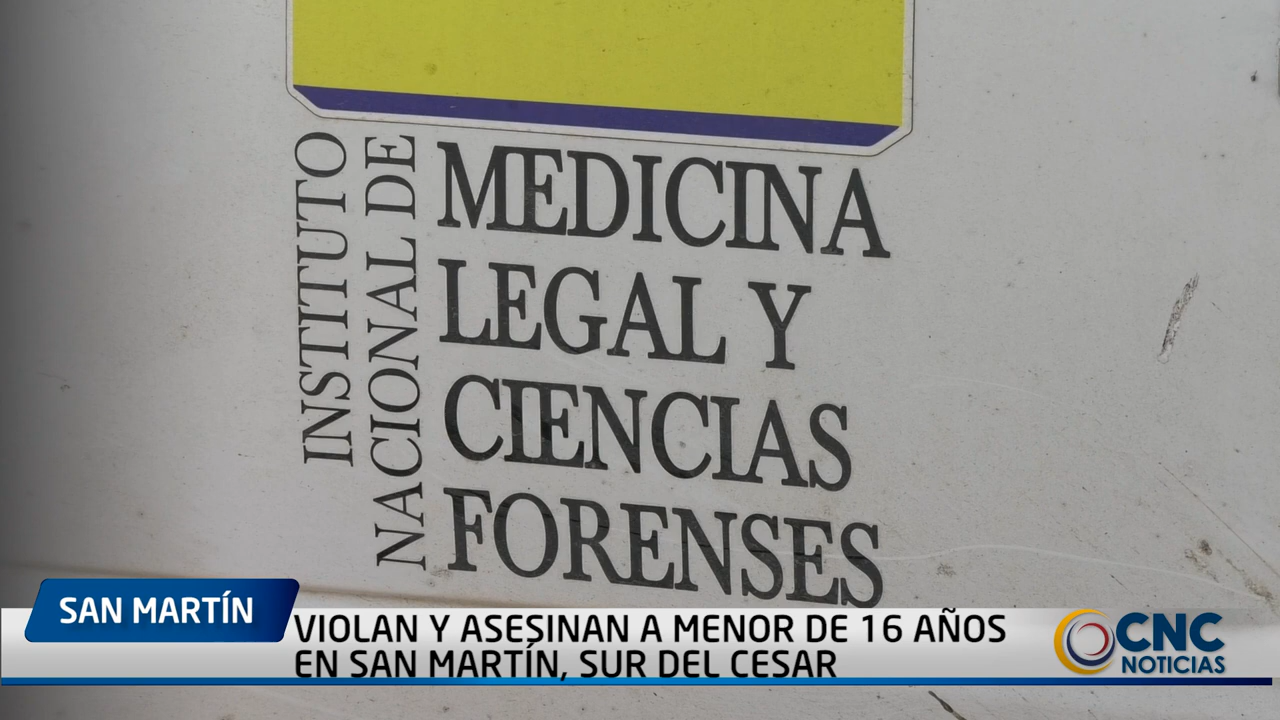 INSTITUTO
NACIONAL DE
MEDICINA
LEGAL Y
CIENCIAS
FORENSES
SAN MARTÍN
VIOLAN Y ASESINAN A MENOR DE 16 AÑOS
EN SAN MARTÍN, SUR DEL CESAR
CNC
NOTICIAS